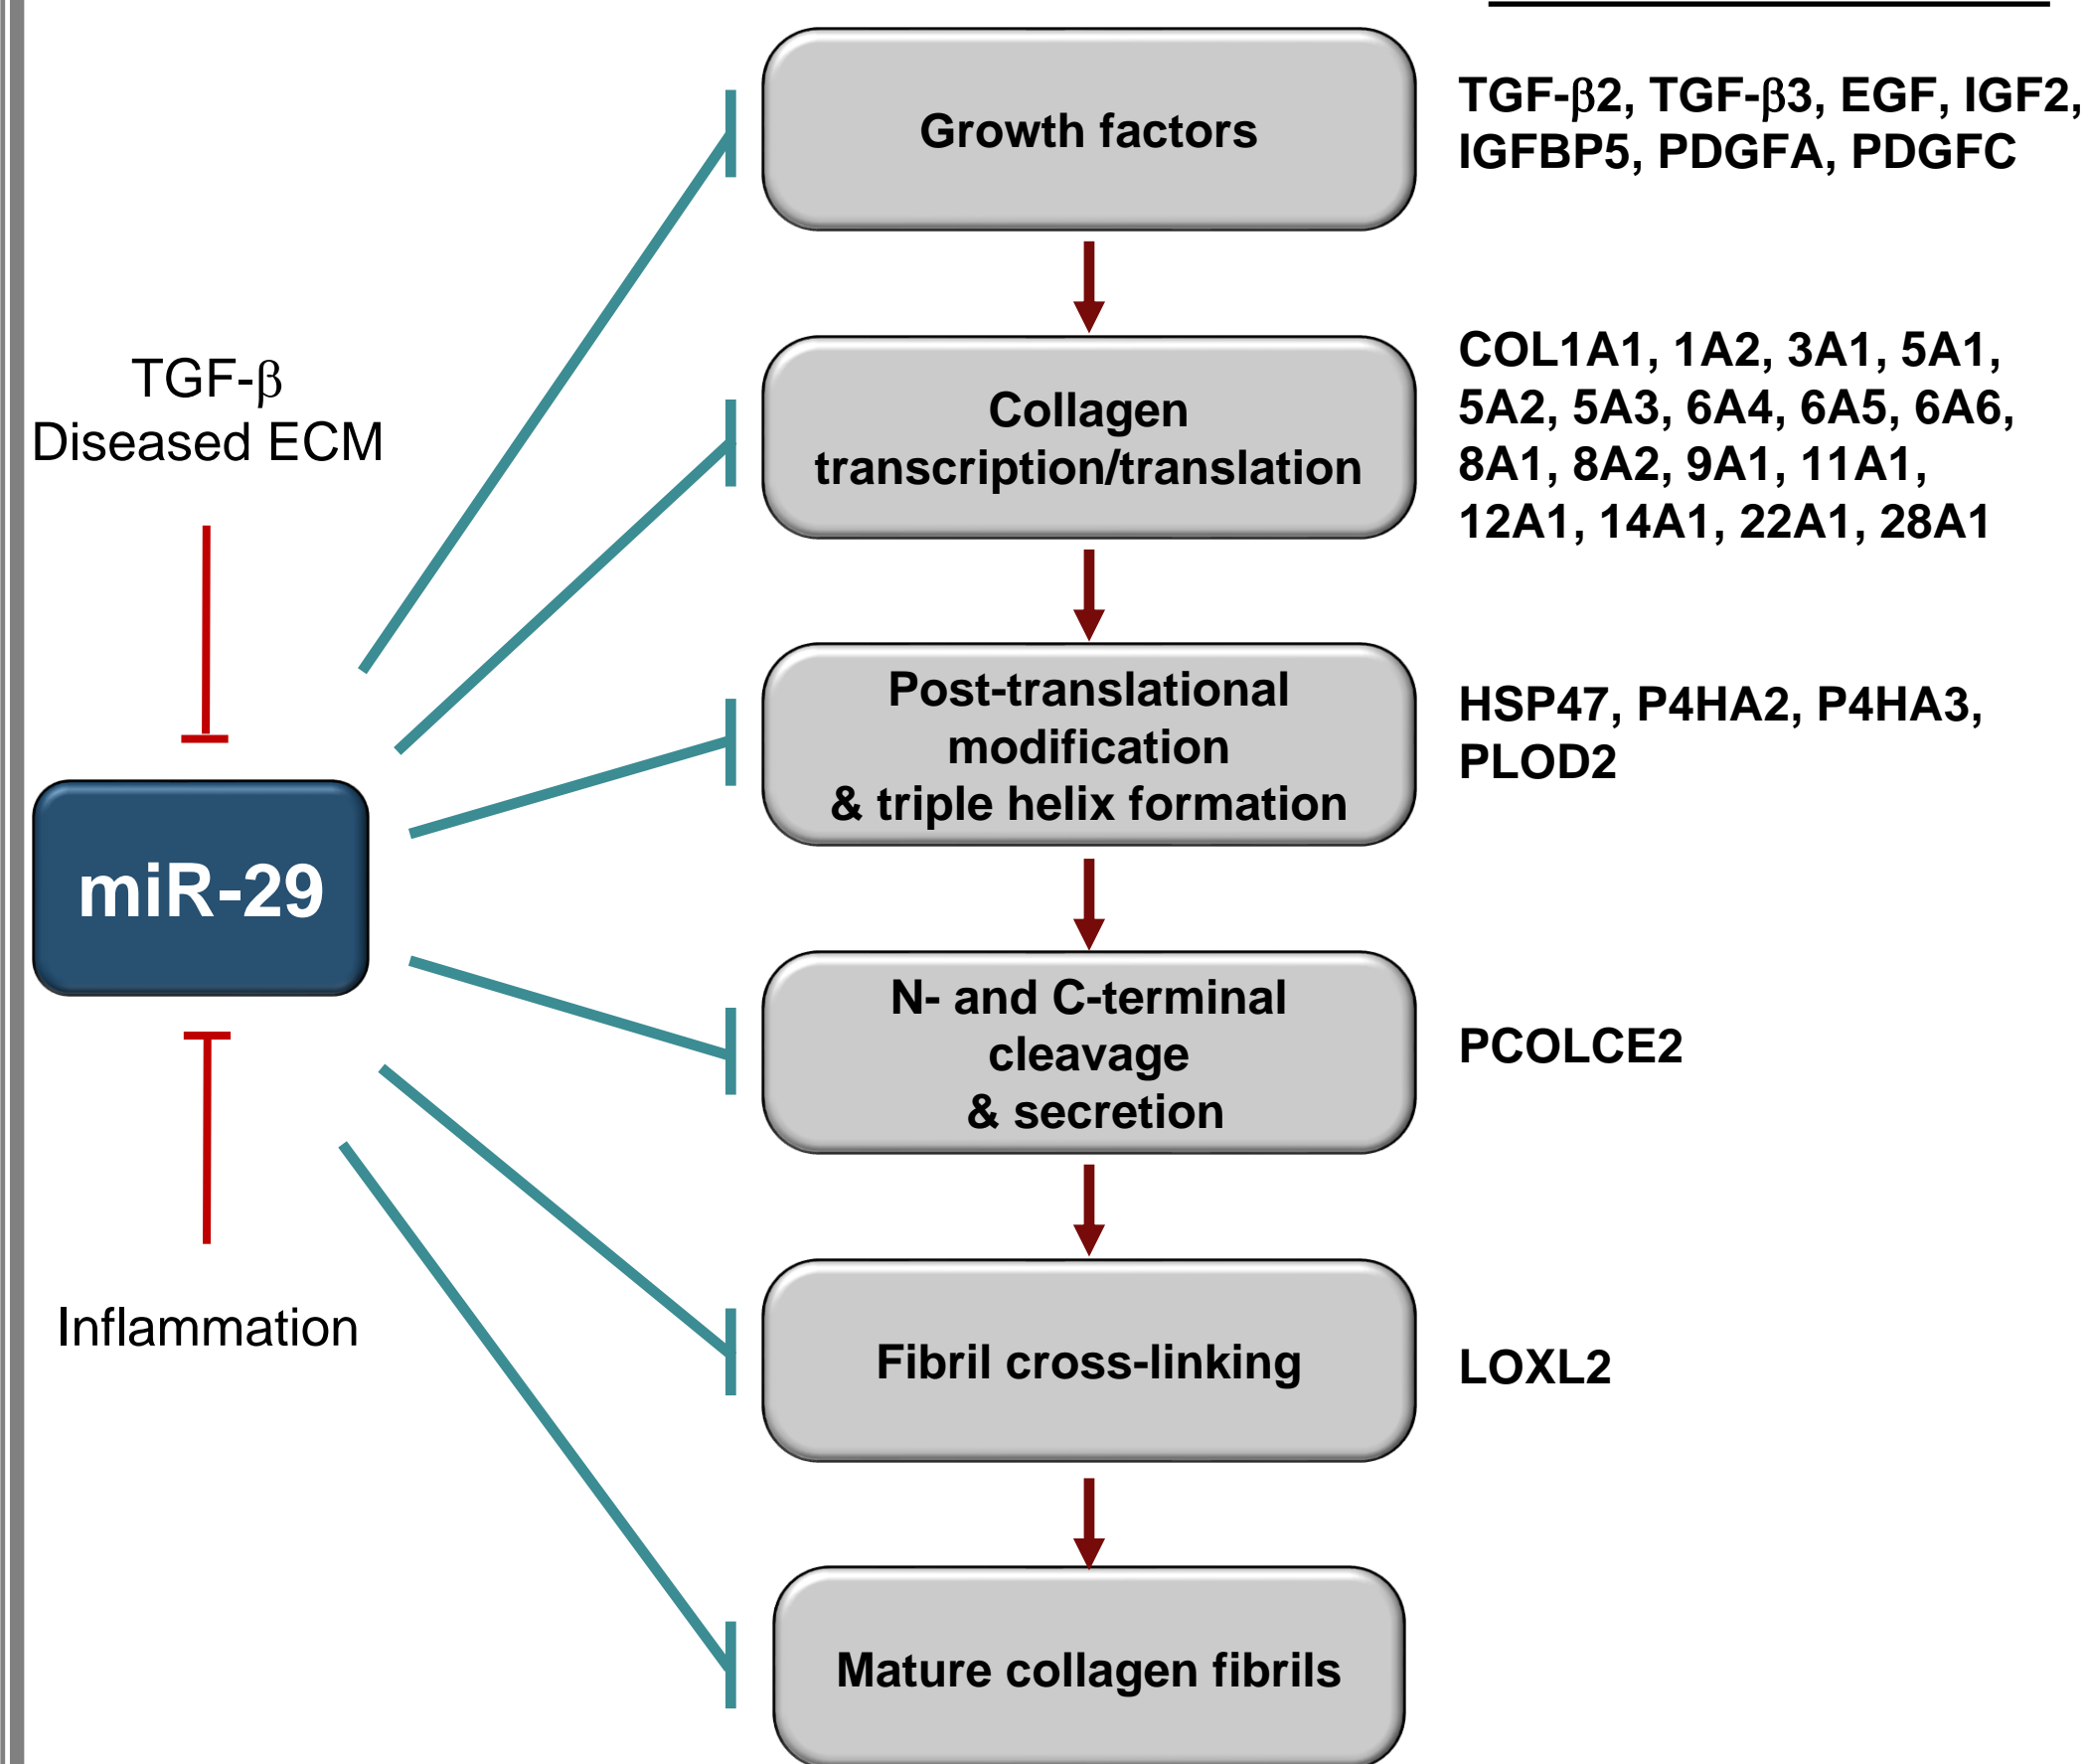 TGF-β
Diseased ECM
miR-29
Inflammation
Growth factors
TGF-β2, TGF-β3, EGF, IGF2,
IGFBP5, PDGFA, PDGFC
Collagen
transcription/translation
COL1A1, 1A2, 3A1, 5A1,
5A2, 5A3, 6A4, 6A5, 6A6,
8A1, 8A2, 9A1, 11A1,
12A1, 14A1, 22A1, 28A1
Post-translational
modification
& triple helix formation
HSP47, P4HA2, P4HA3,
PLOD2
N- and C-terminal
cleavage
& secretion
PCOLCE2
Fibril cross-linking
LOXL2
Mature collagen fibrils